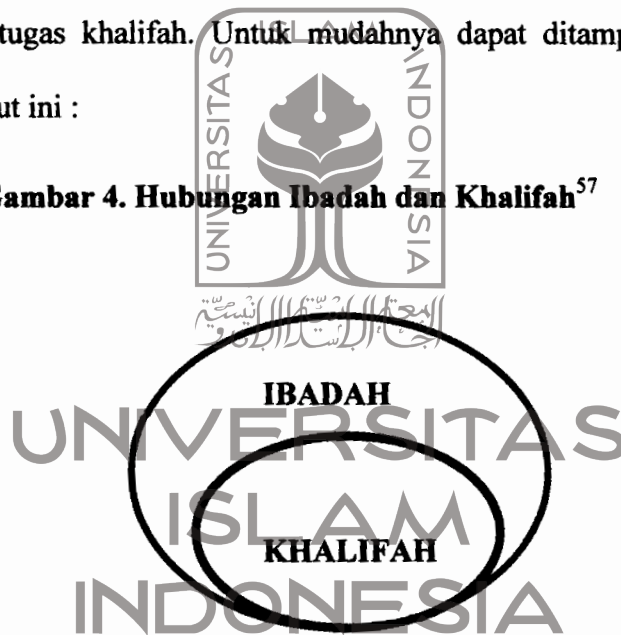 tugas khalifah. Untuk mudahnya dapat ditamp
ut ini :
Gambar 4. Hubungan Ibadah dan Khalifah57
ISLAM
UNIVERSITAS
INDONESIA
IBADAH
UNIVERSITAS
ISLAM
KHALIFAH
INDONESIA